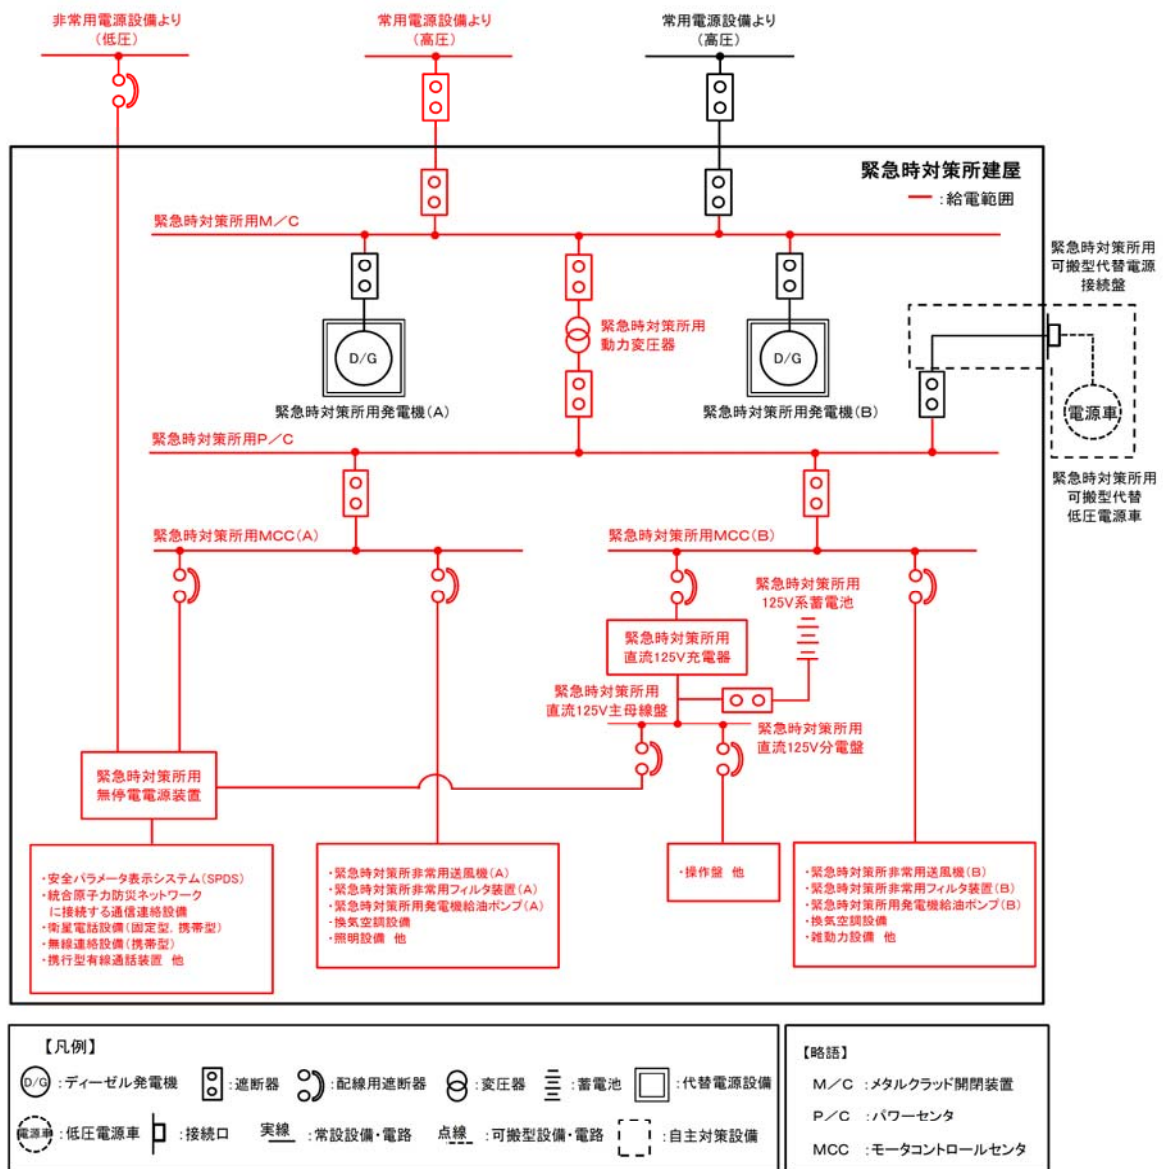 非常用電源設備より
(低圧)
常用電源設備より
(高圧)
常用電源設備より
(高圧)
緊急時対策所建屋
:給電範囲
緊急時対策所用M/C
緊急時対策所用
可搬型代替電源
接続盤
緊急時対策所用
動力変圧器
D/G
D/G
緊急時対策所用発電機(A)
緊急時対策所用発電機(B)
電源車
緊急時対策所用P/C
緊急時対策所用
可搬型代替
低圧電源車
緊急時対策所用MCC(A)
緊急時対策所用MCC(B)
緊急時対策所用
125V系蓄電池
緊急時対策所用
直流125V充電器
緊急時対策所用
直流125V主母線盤
緊急時対策所用
直流125V分電盤
緊急時対策所用
無停電電源装置
・安全パラメータ表示システム(SPDS)
・統合原子力防災ネットワーク
に接続する通信連絡設備
・衛星電話設備(固定型,携帯型)
・無線連絡設備(携帯型)
・携行型有線通話装置 他
・緊急時対策所非常用送風機(A)
・緊急時対策所非常用フィルタ装置(A)
・緊急時対策所用発電機給油ポンプ(A)
・換気空調設備
・照明設備 他
・操作盤 他
・緊急時対策所非常用送風機(B)
・緊急時対策所非常用フィルタ装置(B)
・緊急時対策所用発電機給油ポンプ(B)
・換気空調設備
・雑動力設備 他
【凡例】
D/G :ディーゼル発電機 :遮断器 :配線用遮断器 :変圧器 :蓄電池 :代替電源設備
電源車 :低圧電源車 :接続口 実線 :常設設備・電路 点線 :可搬型設備・電路 :自主対策設備
【略語】
M/C :メタルクラッド開閉装置
P/C :パワーセンタ
MCC :モータコントロールセンタ